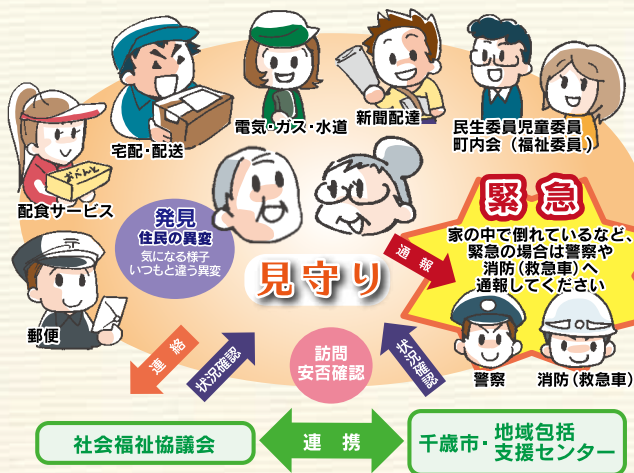 宅配・配送
電気・ガス・水道
新聞配達
民生委員児童委員
町内会（福祉委員）
べんとう
配食サービス
発見
住民の異変
気になる様子
いつもと違う異変
郵便
見守り
通報
緊急
家の中で倒れているなど、
緊急の場合は警察や
消防（救急車）へ
通報してください
警察
消防（救急車）
連絡
状況確認
訪問
安否確認
状況確認
社会福祉協議会
連携
千歳市・地域包括
支援センター